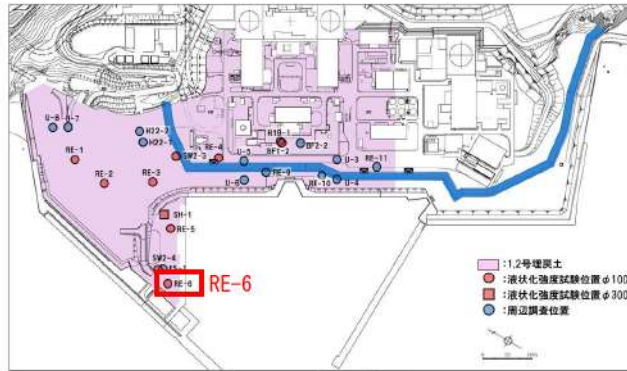 U-8 U-7
H22-2
H22-7
RE-1
RE-2
RE-3
SW2-3
RE-4
H19-1
BF1-2
BF2-2
U-5
U-3
RE-11
U-6
RE-9
RE-10
U-4
SH-1
RE-5
SW2-4
RE-6
RE-6
:1,2号埋戻土
:液状化強度試験位置φ100
:液状化強度試験位置φ300
:周辺調査位置